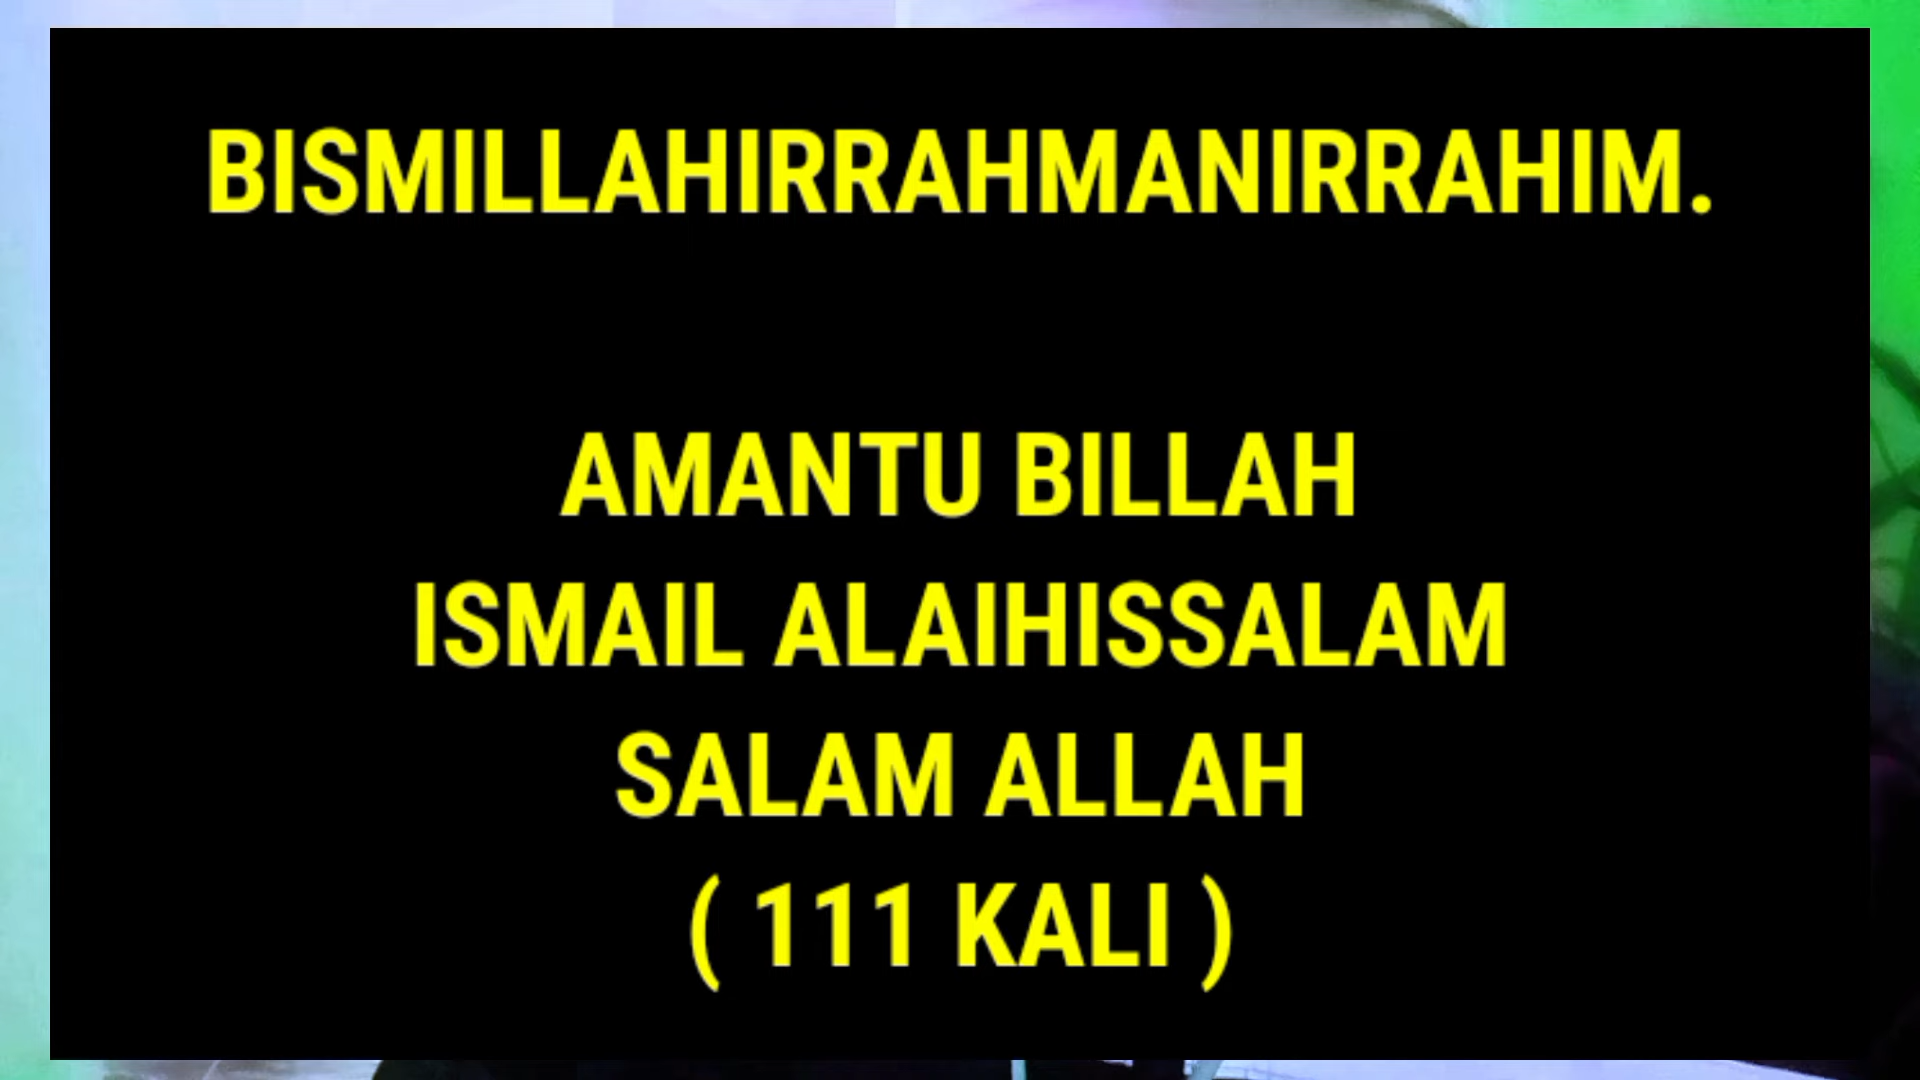 BISMILLAHIRRAHMANIRRAHIM.
AMANTU BILLAH
ISMAIL ALAIHISSALAM
SALAM ALLAH
( 111 KALI )